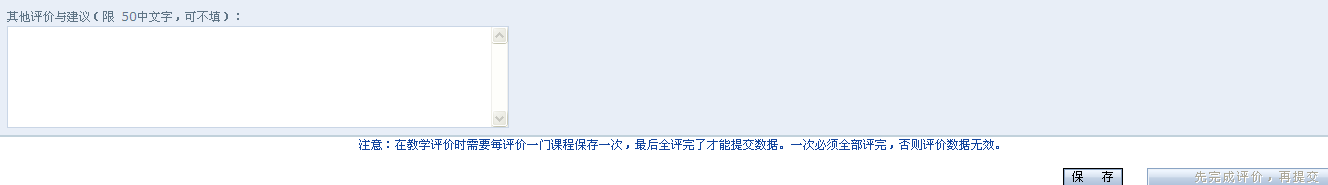 其他评价与建议(限 50中文字,可不填):
注意:在教学评价时需要每评价一门课程保存一次,最后全评完了才能提交数据。一次必须全部评完,否则评价数据无效。
保 存
先完成评价,再提交